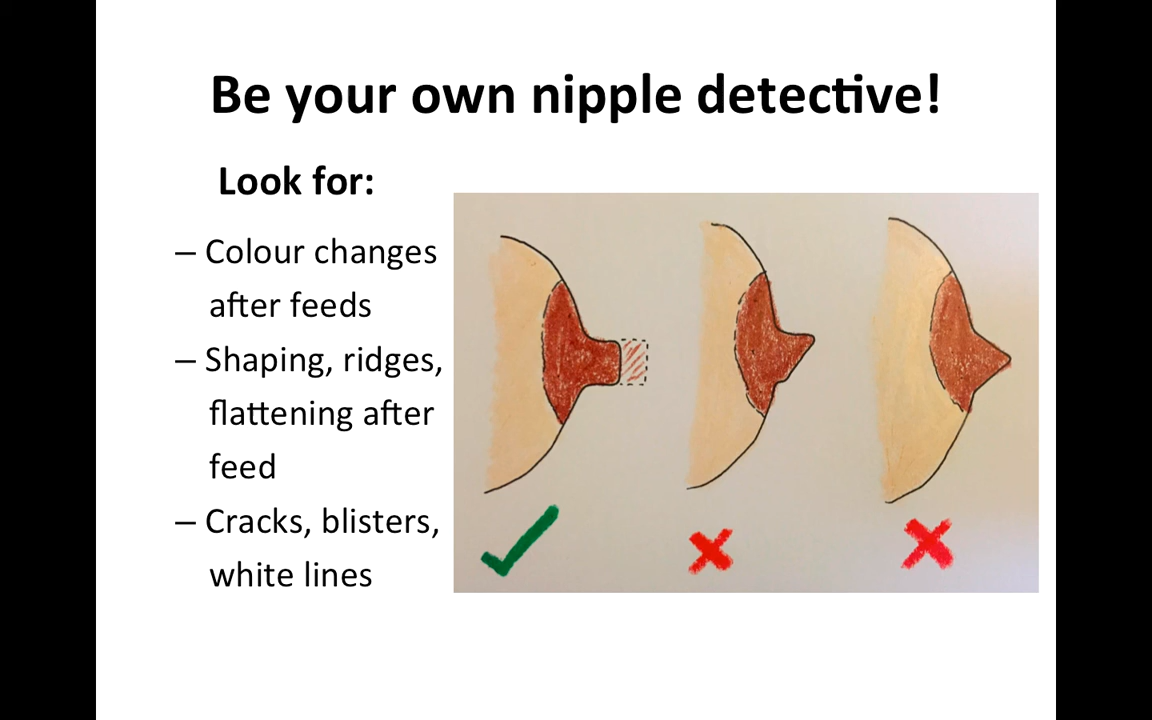 Be your own nipple detective!
Look for:
– Colour changes
after feeds
– Shaping, ridges,
flattening after
feed
– Cracks, blisters,
white lines